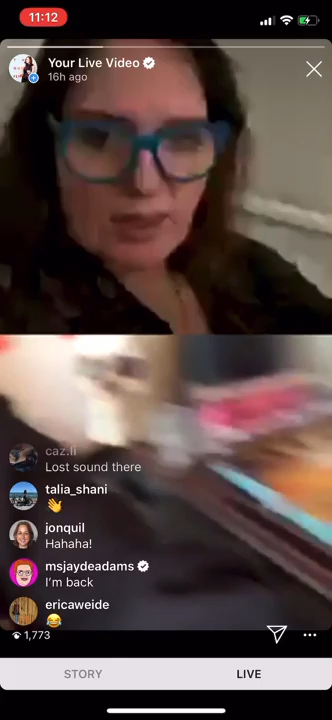 11:12
Your Live Video
16h ago
caz.li
Lost sound there
talia_shani
👋
jonquil
Hahaha!
msjaydeadams
I'm back
ericaweide
😂
1,773
STORY
LIVE